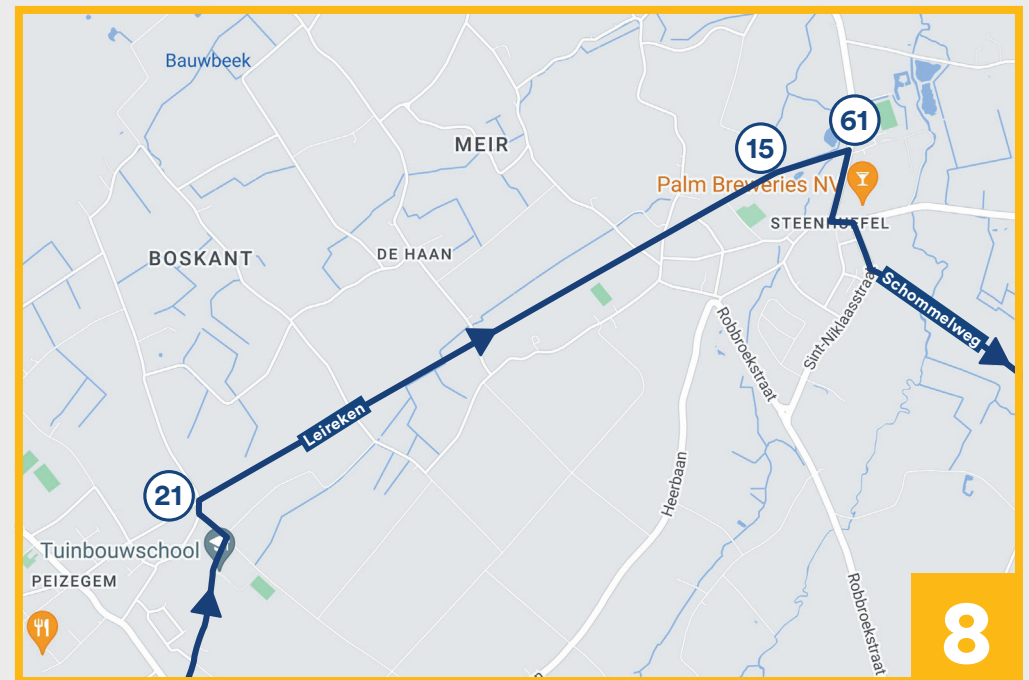 Bauwbeek
MEIR
61
15
Palm Breweries NV
STEENHUFFEL
BOSKANT
DE HAAN
Schommelweg
Sint-Niklaasstraat
Robbroekstraat
Leireken
Heerbaan
21
Tuinbouwschool
PEIZEGEM
Robbroekstraat
8